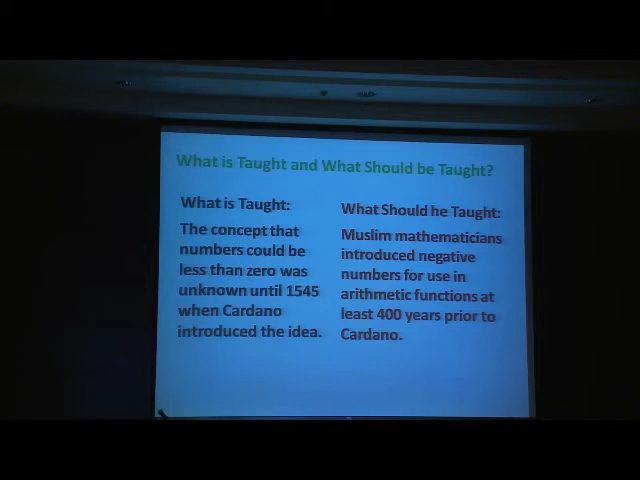 What is Taught and What Should be Taught?
What is Taught:
The concept that
numbers could be
less than zero was
unknown until 1545
when Cardano
introduced the idea.
What Should he Taught:
Muslim mathematicians
introduced negative
numbers for use in
arithmetic functions at
least 400 years prior to
Cardano.